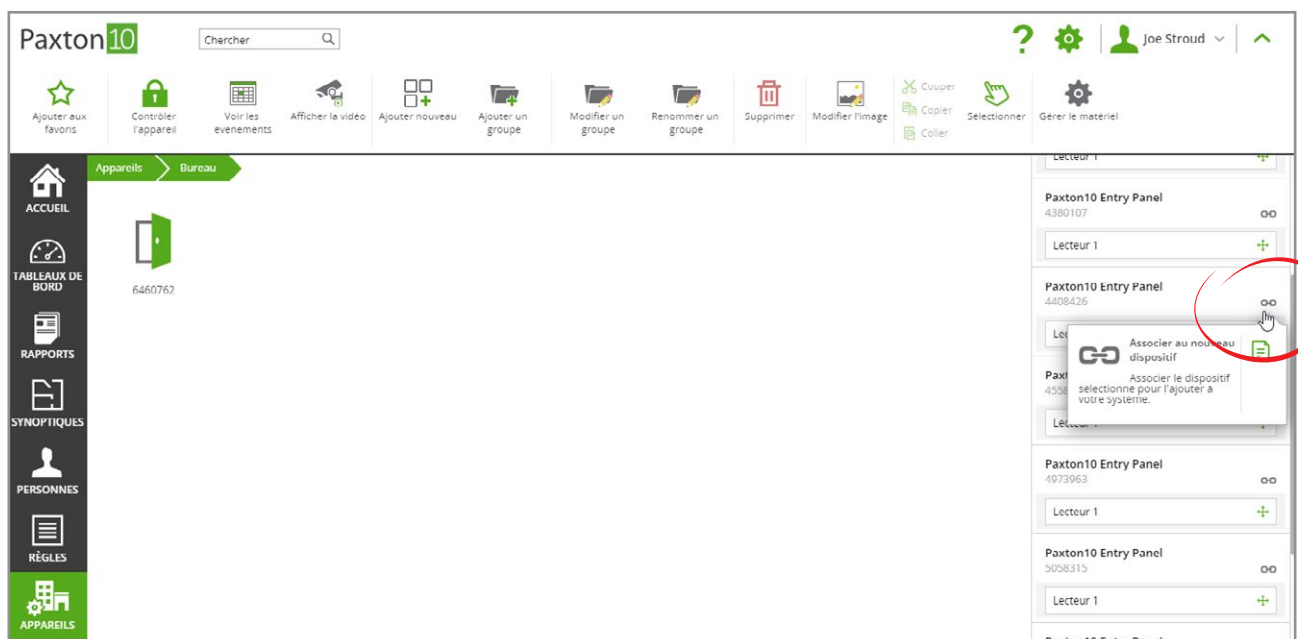 Paxton 10
Chercher
?
Joe Stroud
Ajouter aux
favoris
Contrôler
l'appareil
Voir les
evenements
Afficher la vidéo
Ajouter nouveau
Ajouter un
groupe
Modifier un
groupe
Renommer un
groupe
Supprimer
Modifier l'image
Couper
Copier
Coller
Sélectionner
Gérer le matériel
ACCUEIL
TABLEAUX DE
BORD
RAPPORTS
SYNOPTIQUES
PERSONNES
RÈGLES
APPAREILS
Appareils
Bureau
6460762
Lecteur 1
Paxton10 Entry Panel
4380107
Lecteur 1
Paxton10 Entry Panel
4408426
Associer au nouveau
dispositif
Associer le dispositif
sélectionné pour l'ajouter à
votre système.
Paxton10 Entry Panel
4973963
Lecteur 1
Paxton10 Entry Panel
5058315
Lecteur 1